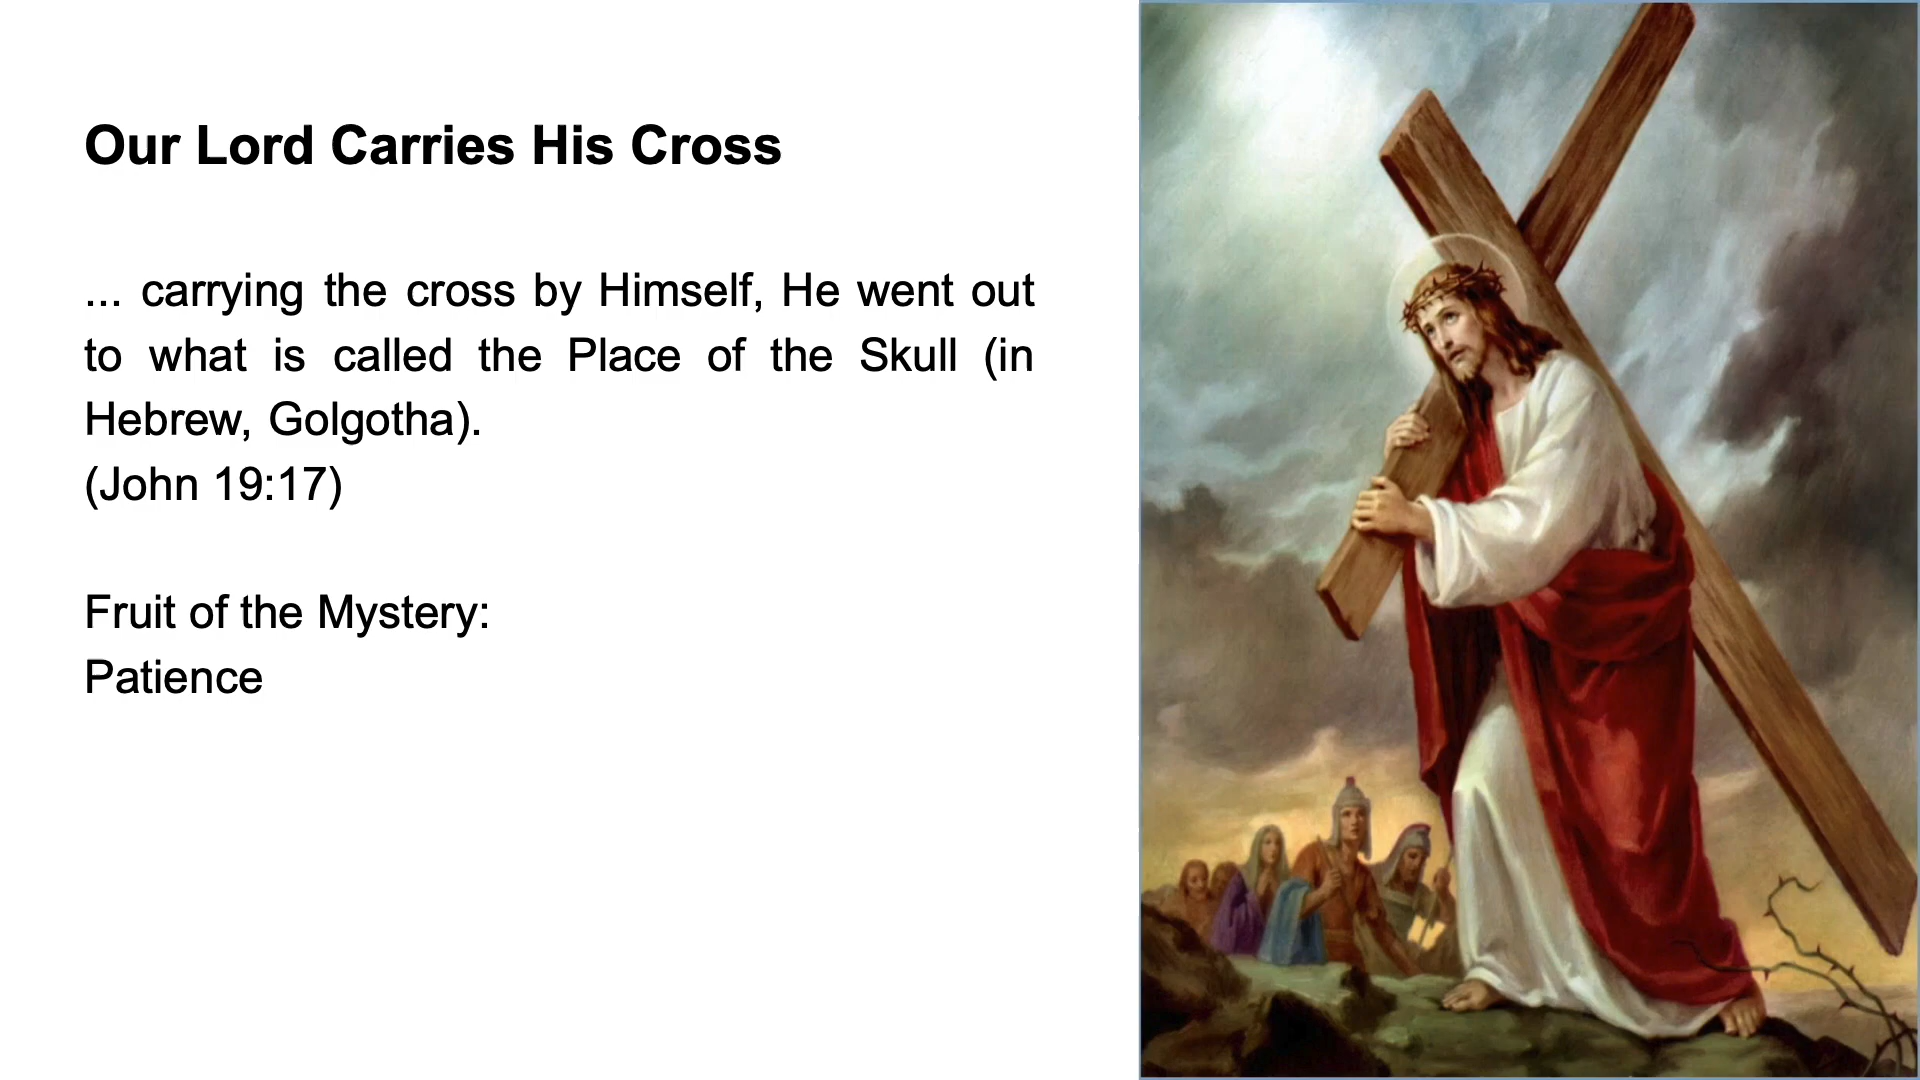 Our Lord Carries His Cross
... carrying the cross by Himself, He went out
to what is called the Place of the Skull (in
Hebrew, Golgotha).
(John 19:17)
Fruit of the Mystery:
Patience